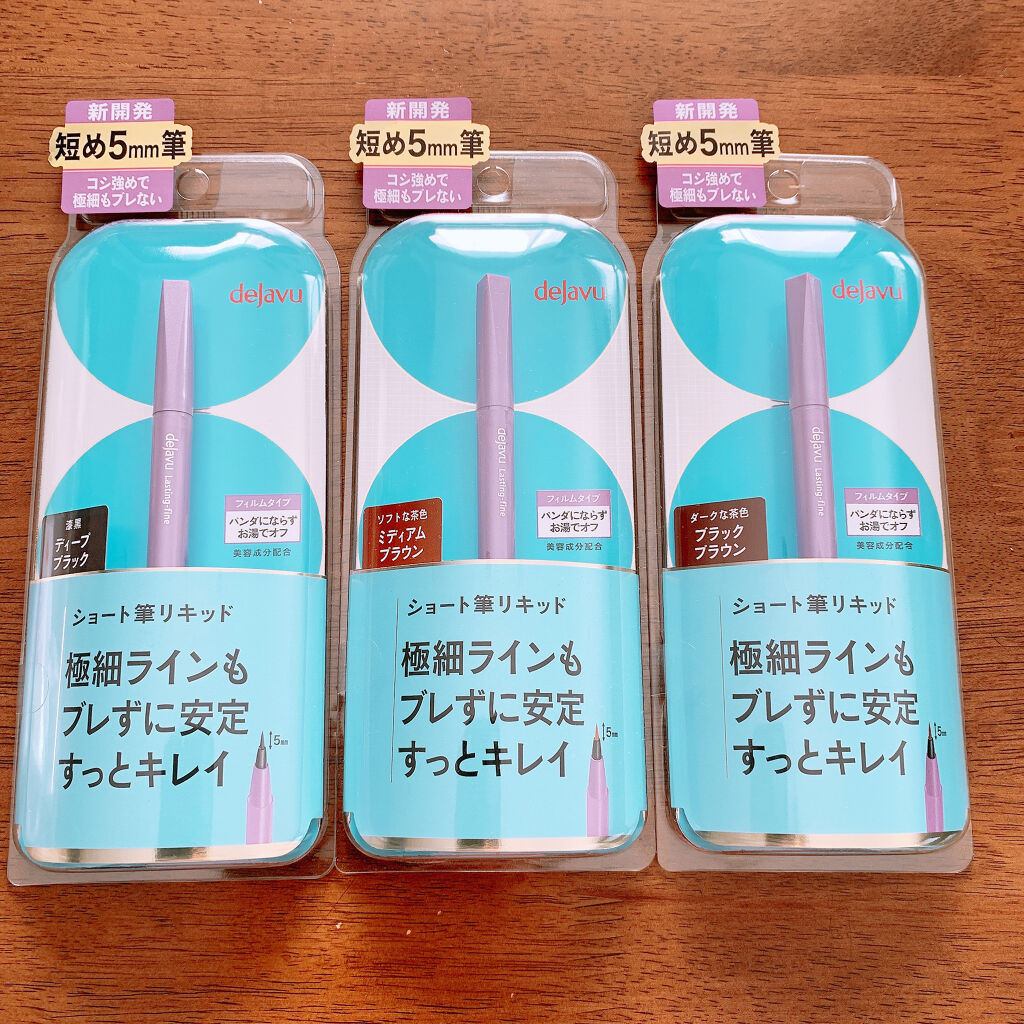 新開発
短め5mm筆
コシ強めで
極細もブレない
dejavu
dejavu Lasting-fine
フィルムタイプ
パンダにならず
お湯でオフ
美容成分配合
漆黒
ディープ
ブラック
ショート筆リキッド
極細ラインも
ブレずに安定
すっとキレイ
5mm
新開発
短め5mm筆
コシ強めで
極細もブレない
dejavu
dejavu Lasting-fine
フィルムタイプ
パンダにならず
お湯でオフ
美容成分配合
ソフトな茶色
ミディアム
ブラウン
ショート筆リキッド
極細ラインも
ブレずに安定
すっとキレイ
5mm
新開発
短め5mm筆
コシ強めで
極細もブレない
dejavu
dejavu Lasting-fine
フィルムタイプ
パンダにならず
お湯でオフ
美容成分配合
ダークな茶色
ブラック
ブラウン
ショート筆リキッド
極細ラインも
ブレずに安定
すっとキレイ
5mm